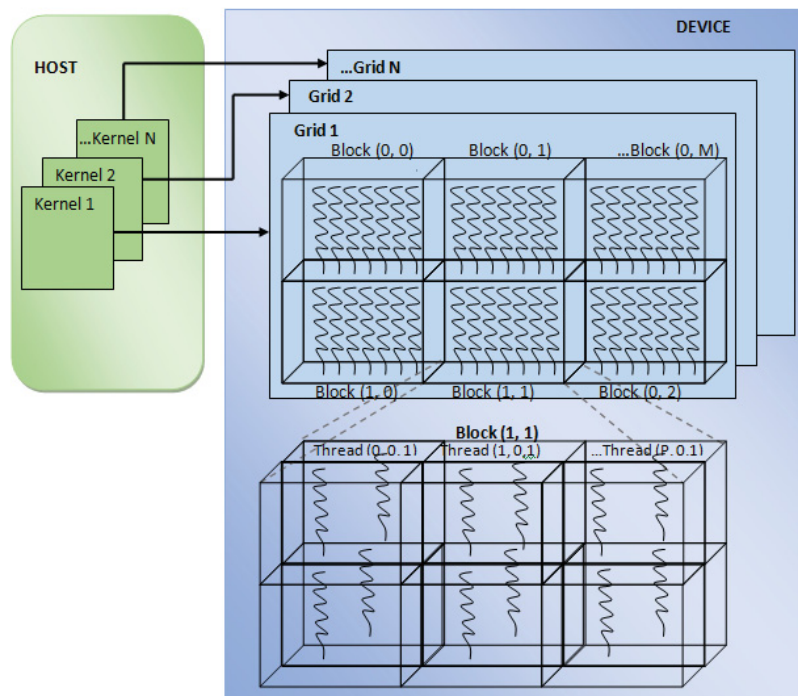 DEVICE
HOST
...Grid N
Grid 2
Grid 1
...Kernel N
Kernel 2
Kernel 1
Block (0, 0) Block (0, 1) ...Block (0, M)
Block (1, 0) Block (1, 1) Block (0, 2)
Block (1, 1)
Thread (0, 0, 1) Thread (1, 0,1) ...Thread (P, 0,1)